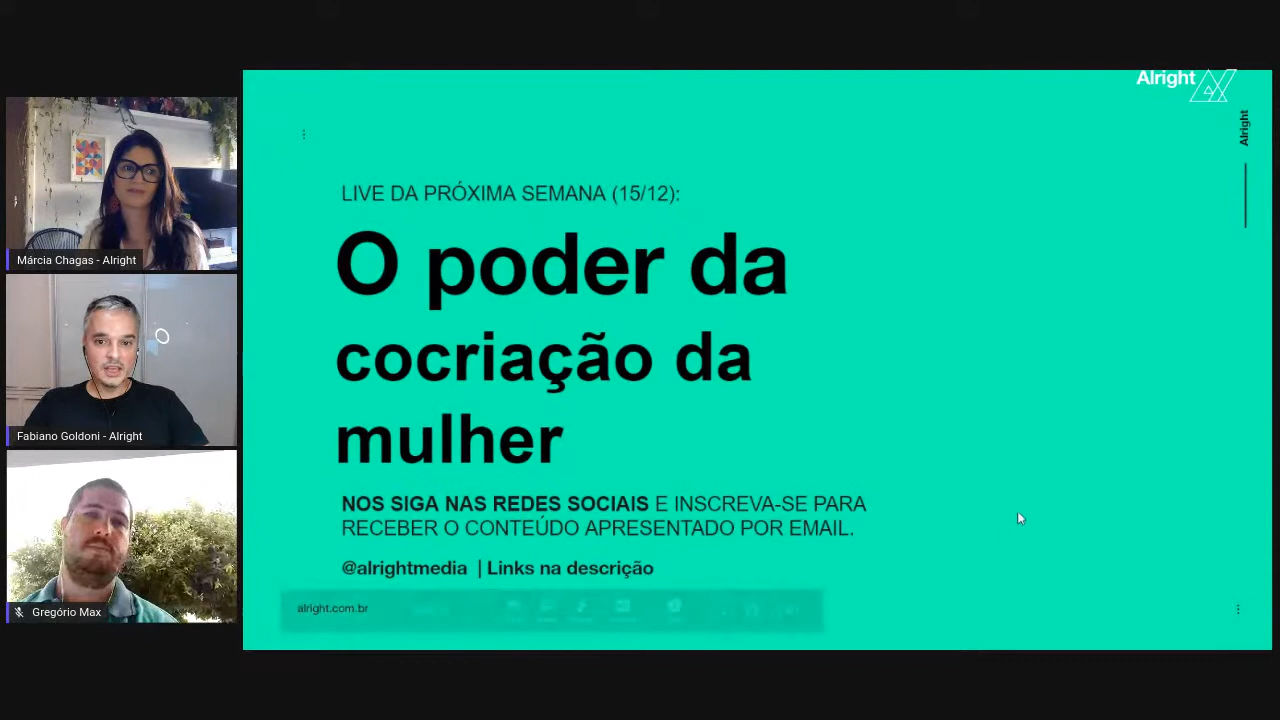 Alright
Alright
LIVE DA PRÓXIMA SEMANA (15/12):
O poder da
cocriação da
mulher
NOS SIGA NAS REDES SOCIAIS E INSCREVA-SE PARA
RECEBER O CONTEÚDO APRESENTADO POR EMAIL.
@alrightmedia | Links na descrição
alright.com.br
Márcia Chagas - Alright
Fabiano Goldoni - Alright
Gregório Max